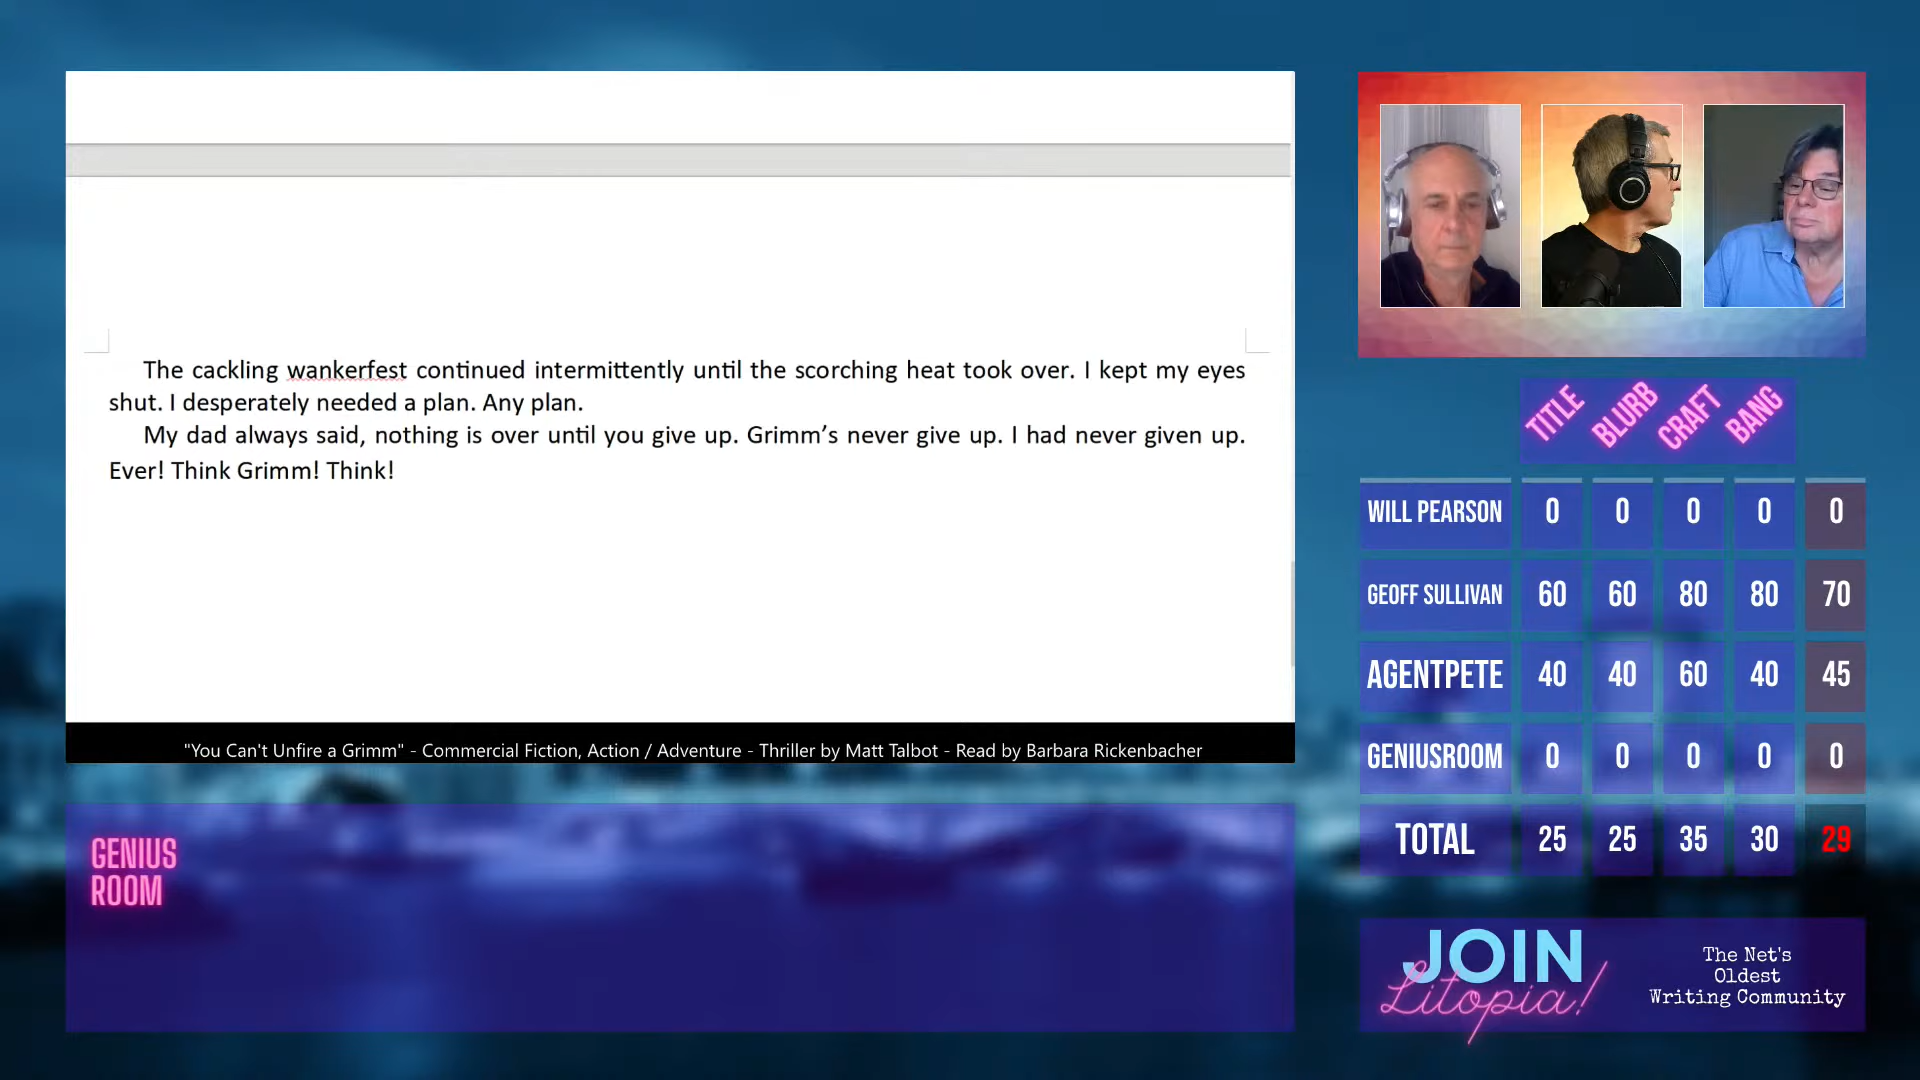 The cackling wankerfest continued intermittently until the scorching heat took over. I kept my eyes
shut. I desperately needed a plan. Any plan.
My dad always said, nothing is over until you give up. Grimm’s never give up. I had never given up.
Ever! Think Grimm! Think!
"You Can't Unfire a Grimm" - Commercial Fiction, Action / Adventure - Thriller by Matt Talbot - Read by Barbara Rickenbacher
GENIUS
ROOM
TITLE BLURB CRAFT BANG
WILL PEARSON 0 0 0 0 0
GEOFF SULLIVAN 60 60 80 80 70
AGENTPETE 40 40 60 40 45
GENIUSROOM 0 0 0 0 0
TOTAL 25 25 35 30 29
JOIN
Litopia!
The Net's
Oldest
Writing Community